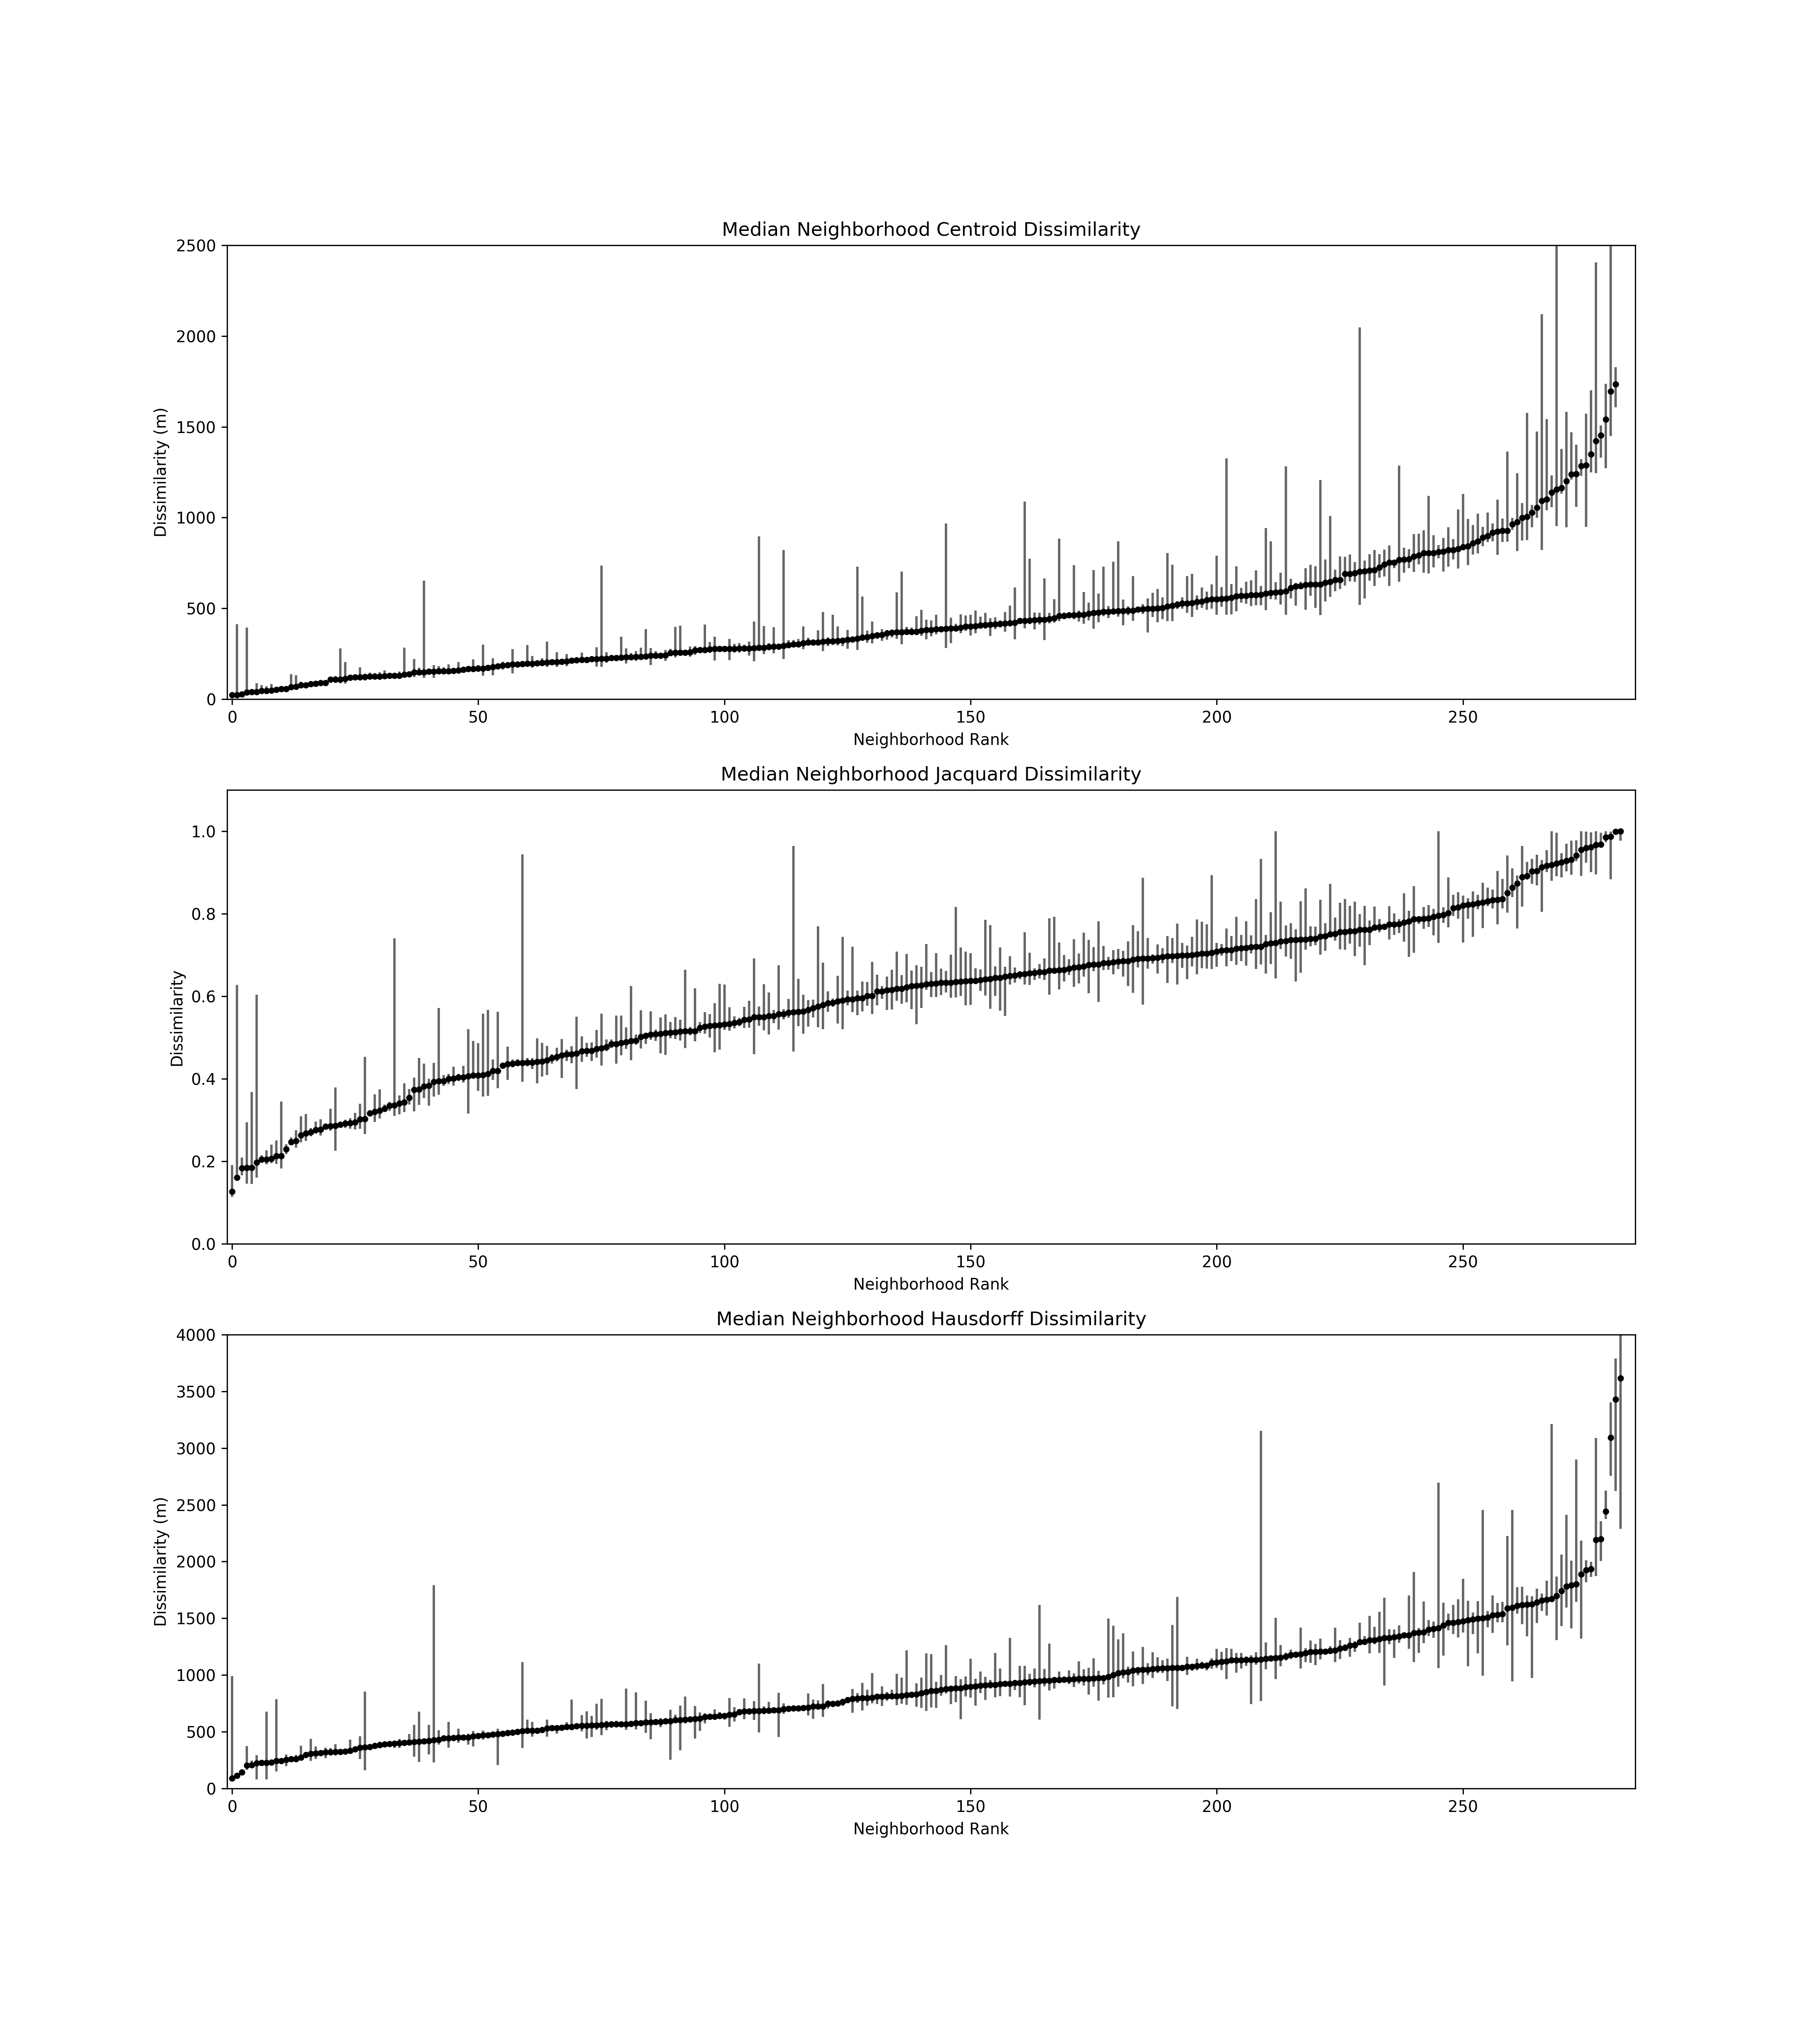 Median Neighborhood Centroid Dissimilarity
2500
2000
1500
1000
500
0
Dissimilarity (m)
0 50 100 150 200 250
Neighborhood Rank
Median Neighborhood Jacquard Dissimilarity
1.0
0.8
0.6
0.4
0.2
0.0
Dissimilarity
0 50 100 150 200 250
Neighborhood Rank
Median Neighborhood Hausdorff Dissimilarity
4000
3500
3000
2500
2000
1500
1000
500
0
Dissimilarity (m)
0 50 100 150 200 250
Neighborhood Rank